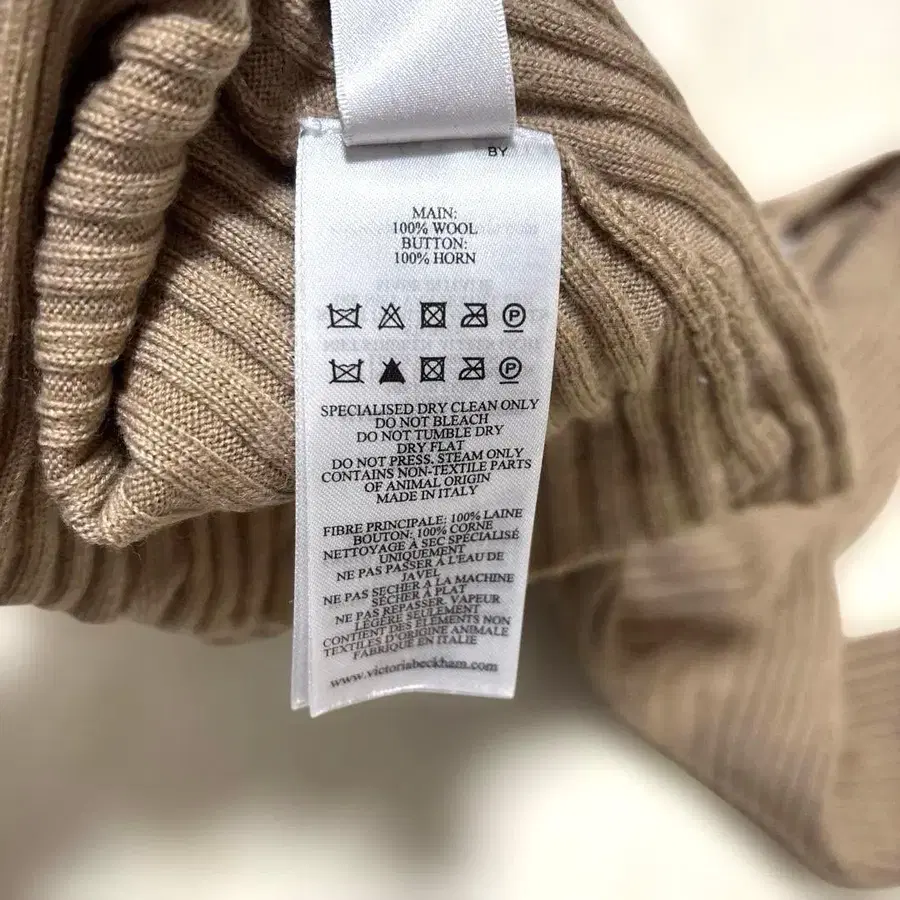 BY
MAIN:
100% WOOL
BUTTON:
100% HORN
P
P
SPECIALISED DRY CLEAN ONLY
DO NOT BLEACH
DO NOT TUMBLE DRY
DRY FLAT
DO NOT PRESS. STEAM ONLY
CONTAINS NON-TEXTILE PARTS
OF ANIMAL ORIGIN
MADE IN ITALY
FIBRE PRINCIPALE: 100% LAINE
BOUTON: 100% CORNE
NETTOYAGE À SEC SPÉCIALISÉ
UNIQUEMENT
NE PAS PASSER À L'EAU DE
JAVEL
NE PAS SECHER A LA MACHINE
SÉCHER À PLAT
NE PAS REPASSER. VAPEUR
LÉGÈRE SEULEMENT
CONTIENT DES ÉLEMENTS NON
TEXTILES D'ORIGINE ANIMALE
FABRIQUÉ EN ITALIE
www.victoriabeckham.com